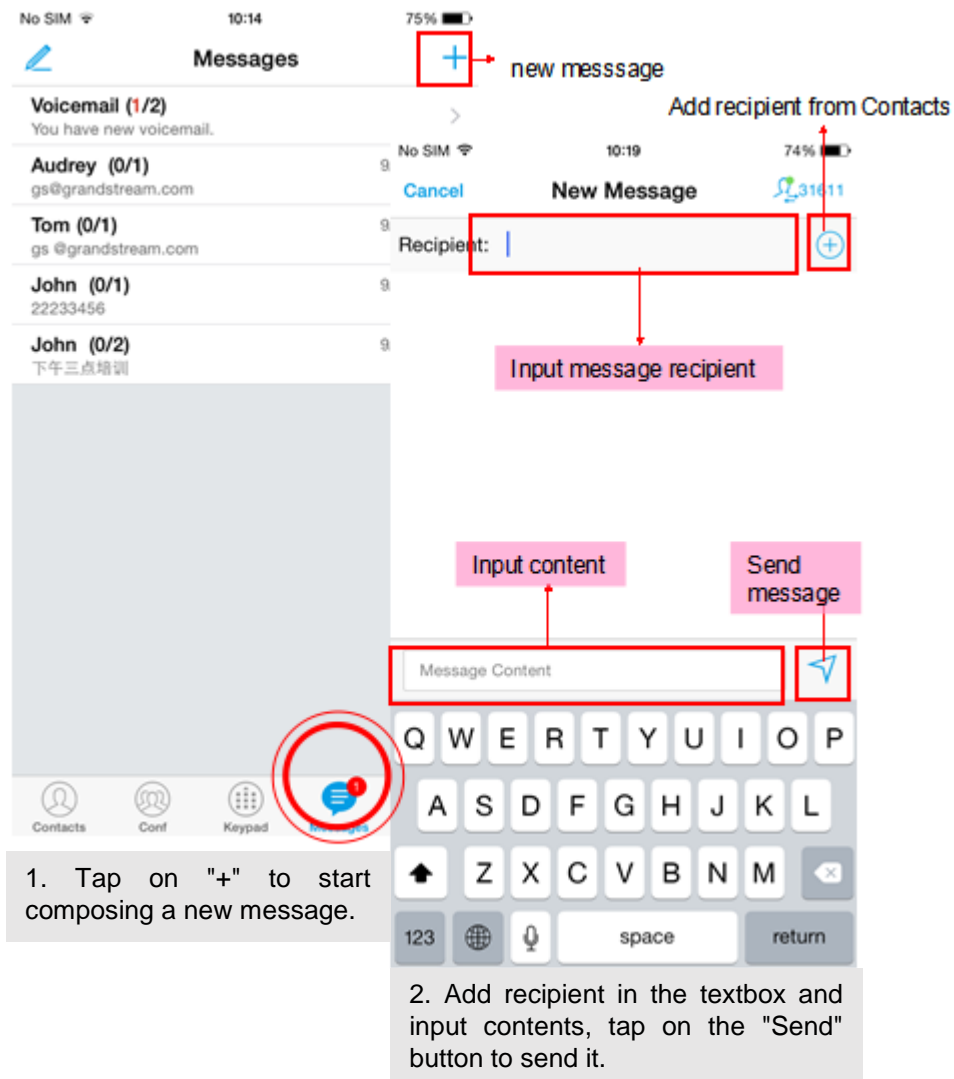 No SIM 10:14 75%
Messages
new messsage
Voicemail (1/2)
You have new voicemail.
Audrey (0/1)
gs@grandstream.com
9
Tom (0/1)
gs @grandstream.com
9
John (0/1)
22233456
9
John (0/2)
下午三点培训
9
Contacts
Conf
Keypad
Messages
1
1. Tap on "+" to start
composing a new message.
Add recipient from Contacts
No SIM 10:19 74%
Cancel New Message 31611
Recipient:
Input message recipient
Input content
Send
message
Message Content
Q W E R T Y U I O P
A S D F G H J K L
Z X C V B N M
123 space return
2. Add recipient in the textbox and
input contents, tap on the "Send"
button to send it.